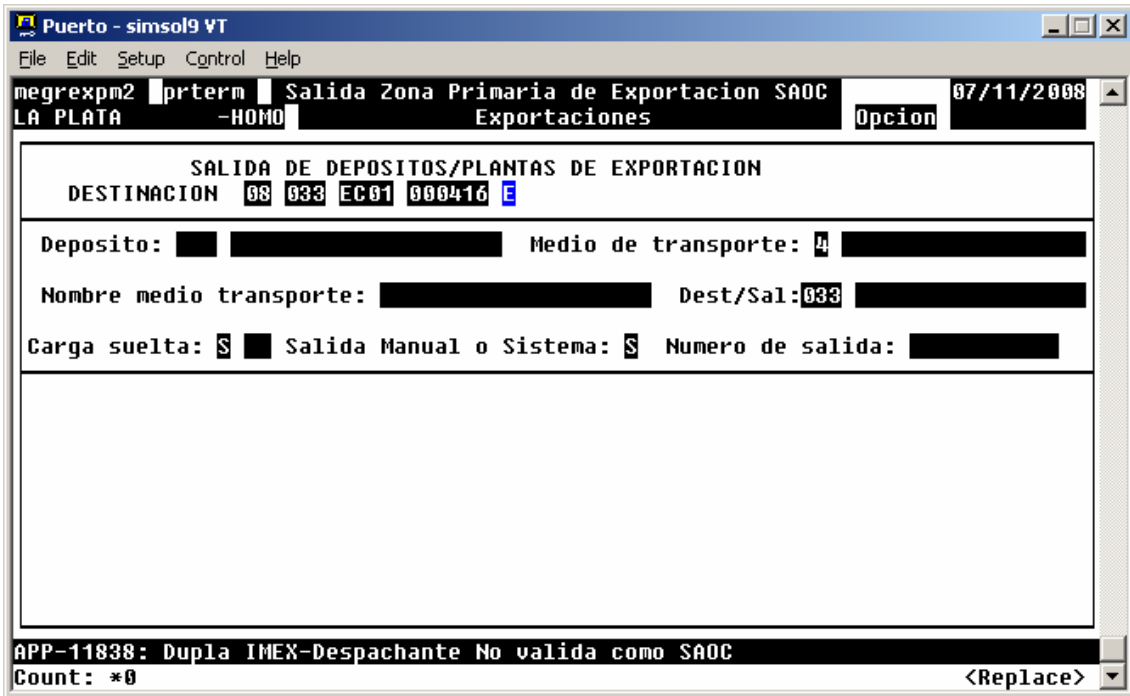 Puerto - simsol9 VT
File Edit Setup Control Help
megrexpm2 prterm Salida Zona Primaria de Exportacion SAOC 07/11/2008
LA PLATA -HOMO Exportaciones Opcion
SALIDA DE DEPOSITOS/PLANTAS DE EXPORTACION
DESTINACION 08 033 EC01 000416 E
Deposito: Medio de transporte: 4
Nombre medio transporte: Dest/Sal:033
Carga suelta: S Salida Manual o Sistema: S Numero de salida:
APP-11838: Dupla IMEX-Despachante No valida como SAOC
Count: *0 <Replace>